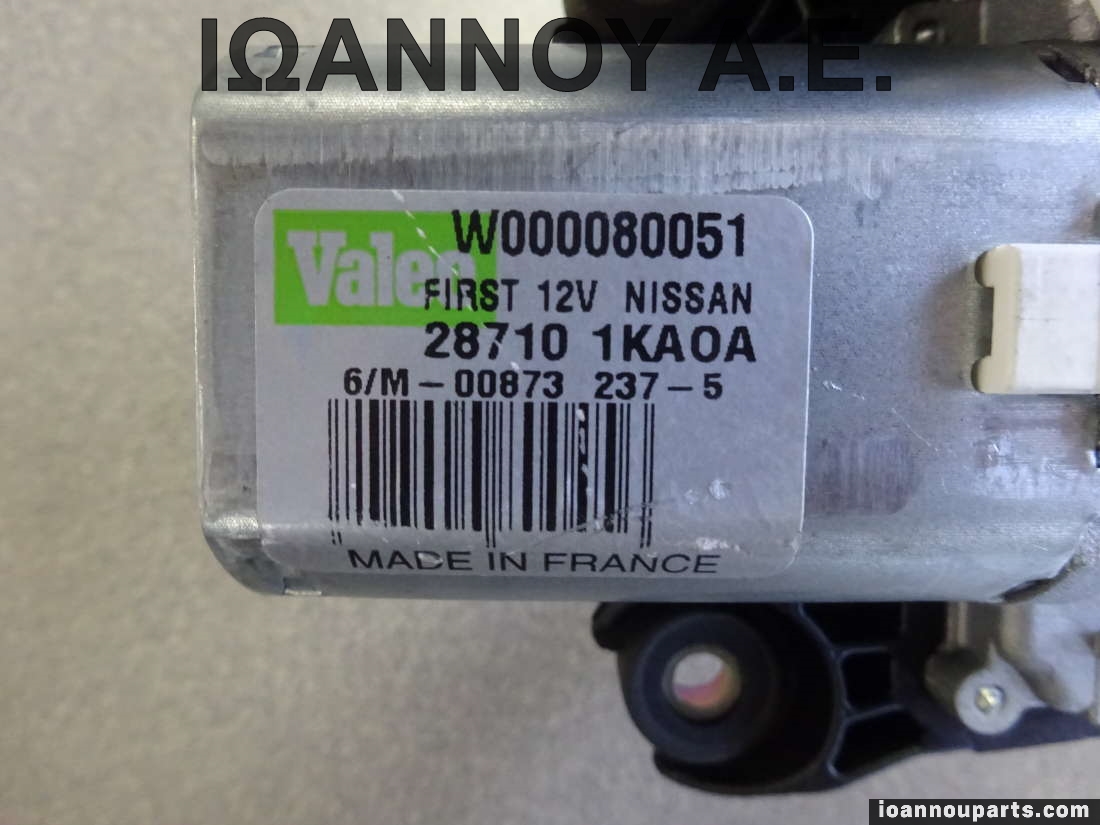 ΙΩΑΝΝΟΥ Α.Ε.
Valeo
W000080051
FIRST 12V NISSAN
28710 1KA0A
6/M-00873 237-5
MADE IN FRANCE
ioannouparts.com